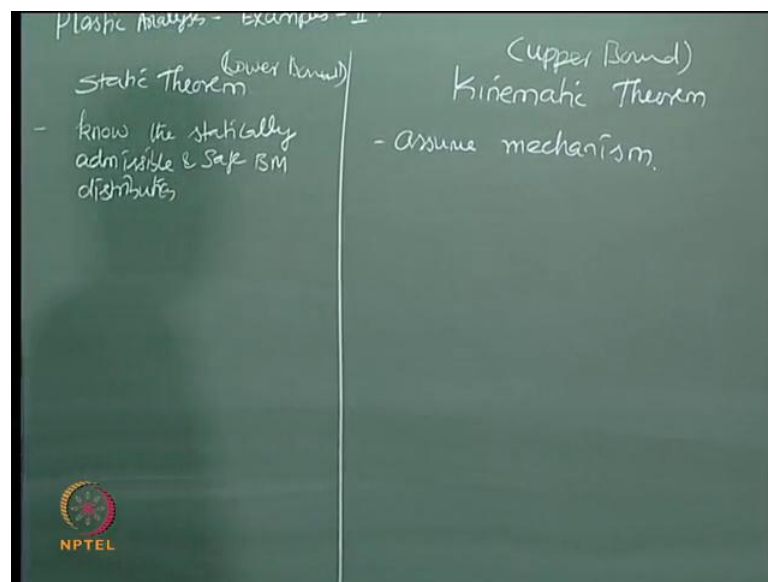 Plastic Analysis - Examples - II
(Lower Bound)
Static Theorem
- know the statically
admissible & Safe BM
distribution
(Upper Bound)
Kinematic Theorem
- assume mechanism.
NPTEL